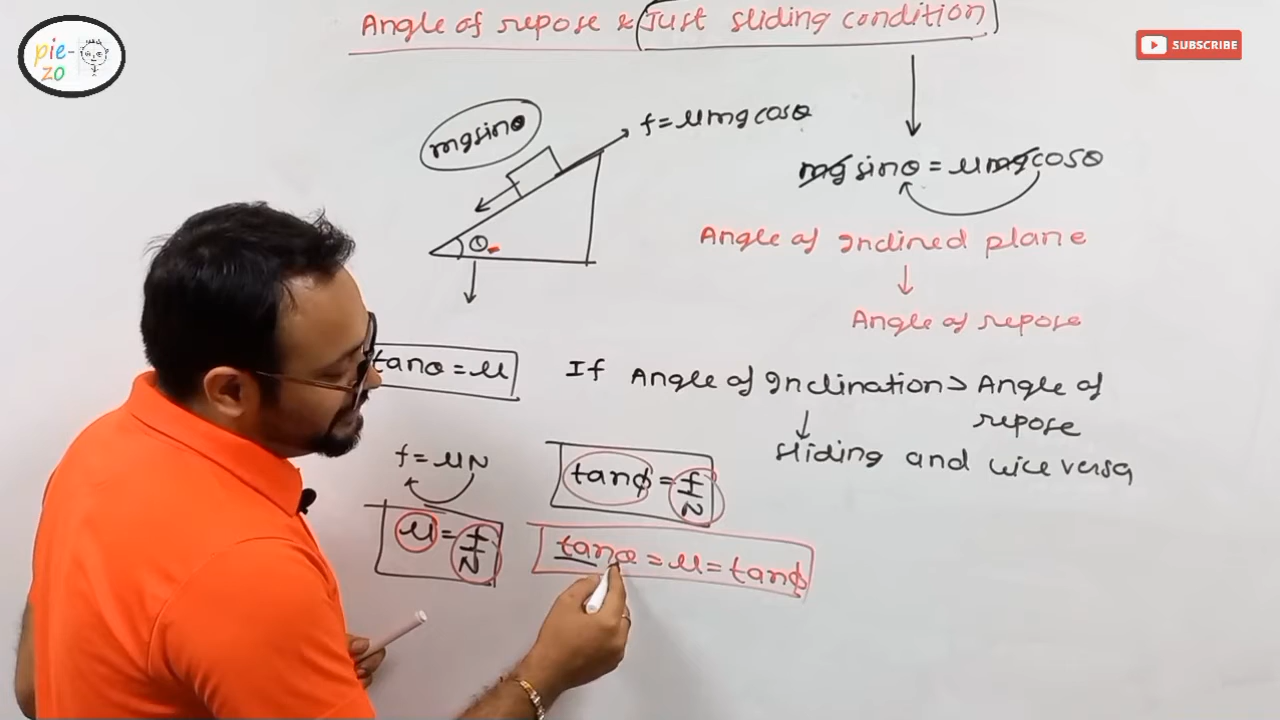 pie-
zo
Angle of repose & Just sliding condition
SUBSCRIBE
mgsinθ
f=μmgcosθ
mgsinθ=μmgcosθ
θ
Angle of Inclined plane
Angle of repose
tanθ=μ
If Angle of Inclination > Angle of
repose
sliding and vice versa
f=μN
tanφ=f/N
μ=f/N
tanθ=μ=tanφ